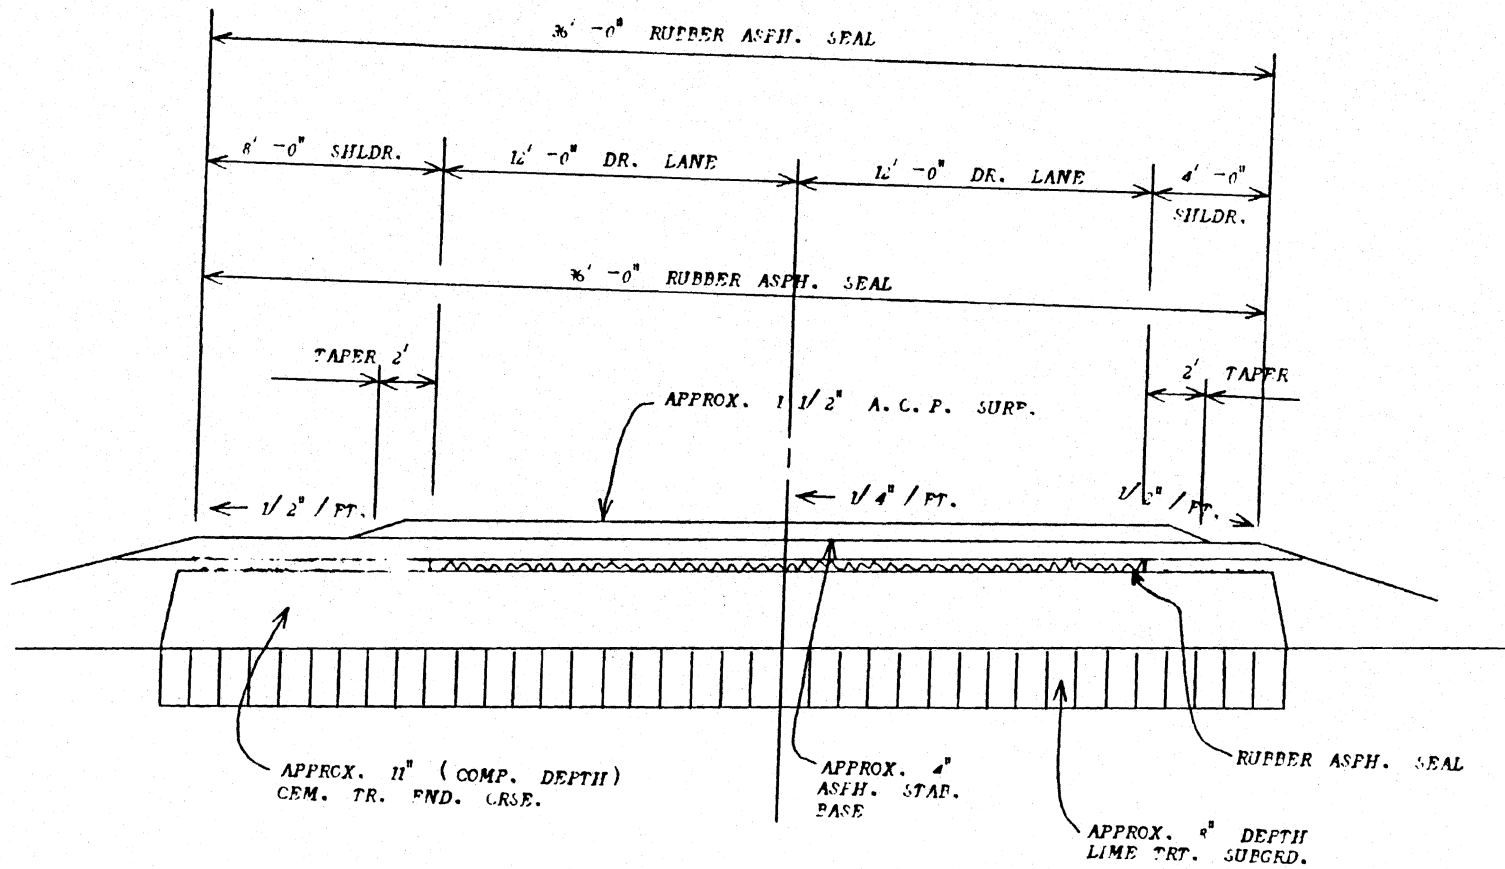 36' -0" RUBBER ASPH. SEAL
8' -0" SHLDR.
12' -0" DR. LANE
12' -0" DR. LANE
4' -0"
SHLDR.
36' -0" RUBBER ASPH. SEAL
TAPER 2'
2' TAPER
APPROX. 1 1/2" A. C. P. SURF.
1/2" /FT.
1/4" /FT.
1/2" /FT.
APPROX. 11" (COMP. DEPTH)
CEM. TR. FND. CRSE.
APPROX. 4"
ASPH. STAB.
BASE
RUBBER ASPH. SEAL
APPROX. 8" DEPTH
LIME TRT. SUBGRD.